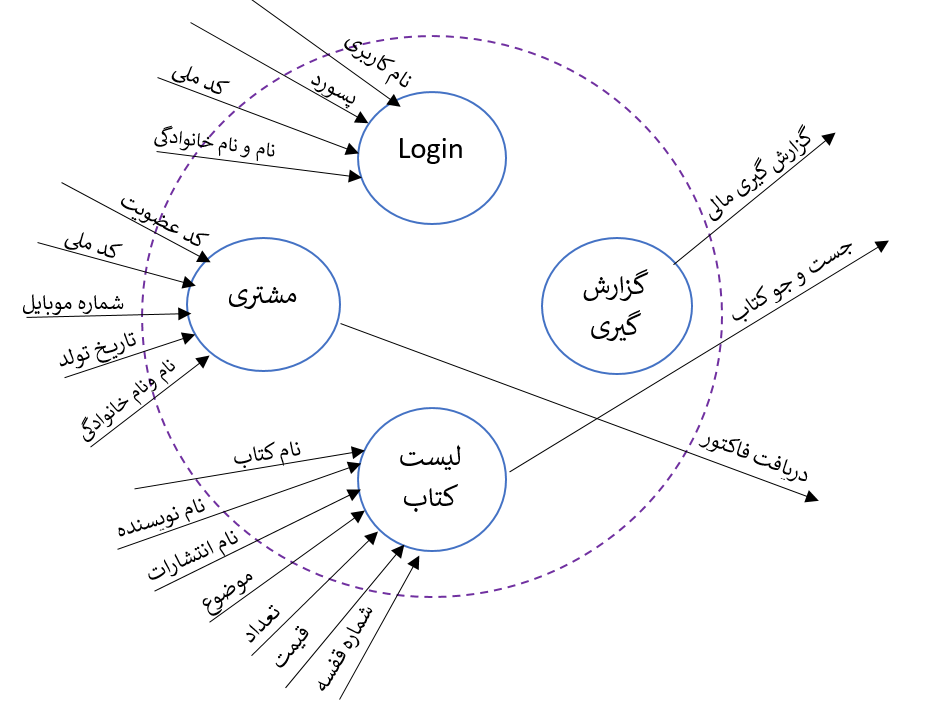 نام کاربری
پسورد
کد ملی
نام و نام خانوادگی
Login
کد عضویت
کد ملی
شماره موبایل
تاریخ تولد
نام ونام خانوادگی
مشتری
گزارش
گیری
گزارش گیری مالی
جست و جو کتاب
دریافت فاکتور
لیست
کتاب
نام کتاب
نام نویسنده
نام انتشارات
موضوع
تعداد
قیمت
شماره قفسه